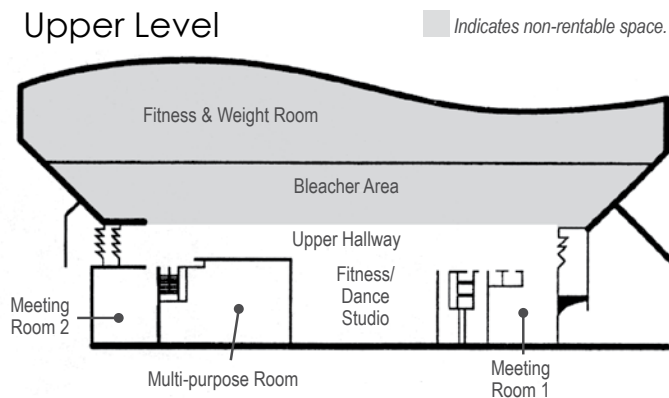 Upper Level
Indicates non-rentable space.
Fitness & Weight Room
Bleacher Area
Upper Hallway
Fitness/
Dance
Studio
Meeting
Room 2
Multi-purpose Room
Meeting
Room 1